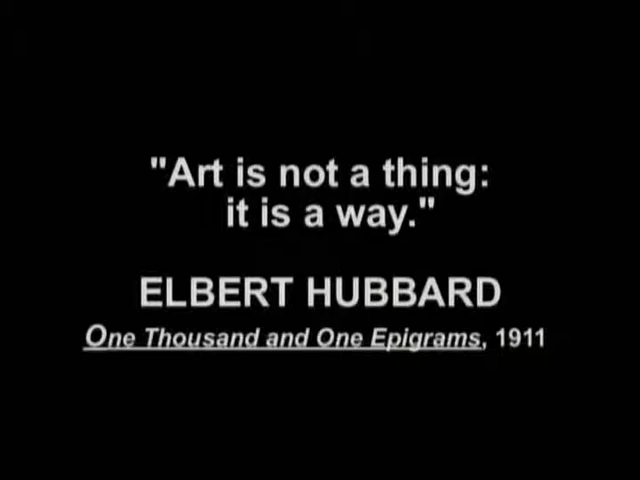 "Art is not a thing:
it is a way."
ELBERT HUBBARD
One Thousand and One Epigrams, 1911